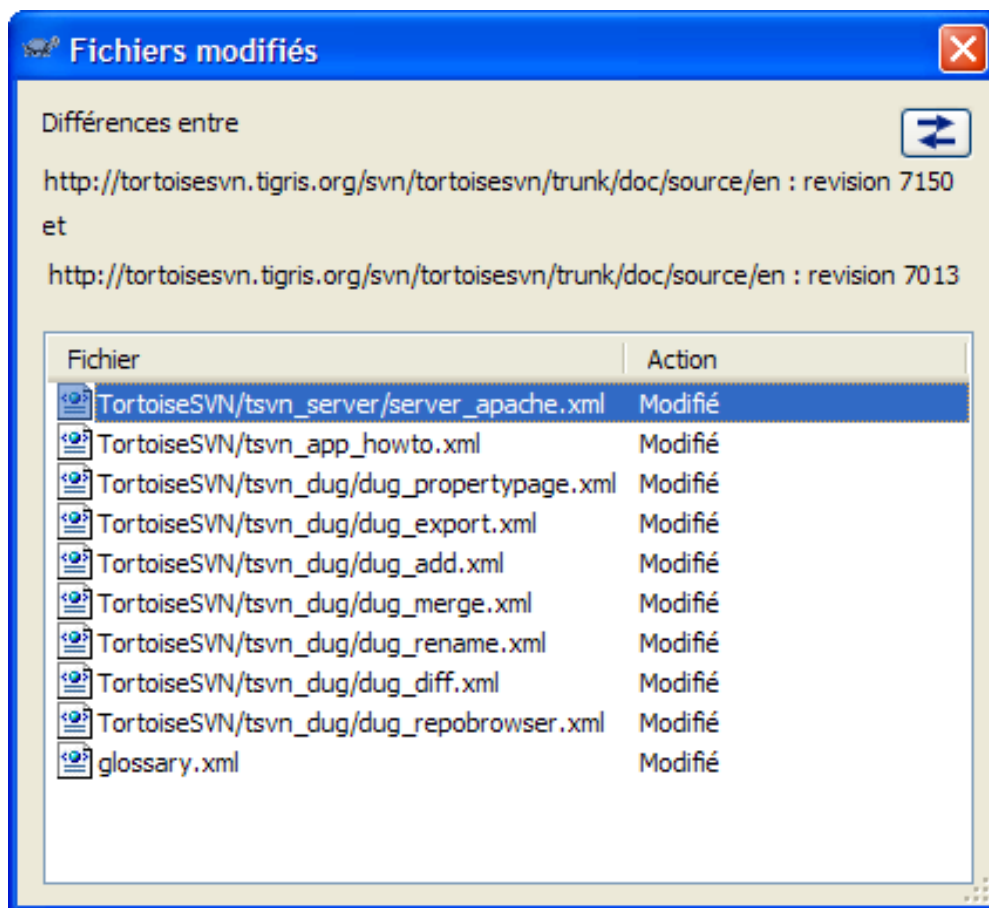 Fichiers modifiés
Différences entre
http://tortoisesvn.tigris.org/svn/tortoisesvn/trunk/doc/source/en : revision 7150
et
http://tortoisesvn.tigris.org/svn/tortoisesvn/trunk/doc/source/en : revision 7013
Fichier Action
TortoiseSVN/tsvn_server/server_apache.xml Modifié
TortoiseSVN/tsvn_app_howto.xml Modifié
TortoiseSVN/tsvn_dug/dug_propertypage.xml Modifié
TortoiseSVN/tsvn_dug/dug_export.xml Modifié
TortoiseSVN/tsvn_dug/dug_add.xml Modifié
TortoiseSVN/tsvn_dug/dug_merge.xml Modifié
TortoiseSVN/tsvn_dug/dug_rename.xml Modifié
TortoiseSVN/tsvn_dug/dug_diff.xml Modifié
TortoiseSVN/tsvn_dug/dug_repobrowser.xml Modifié
glossary.xml Modifié